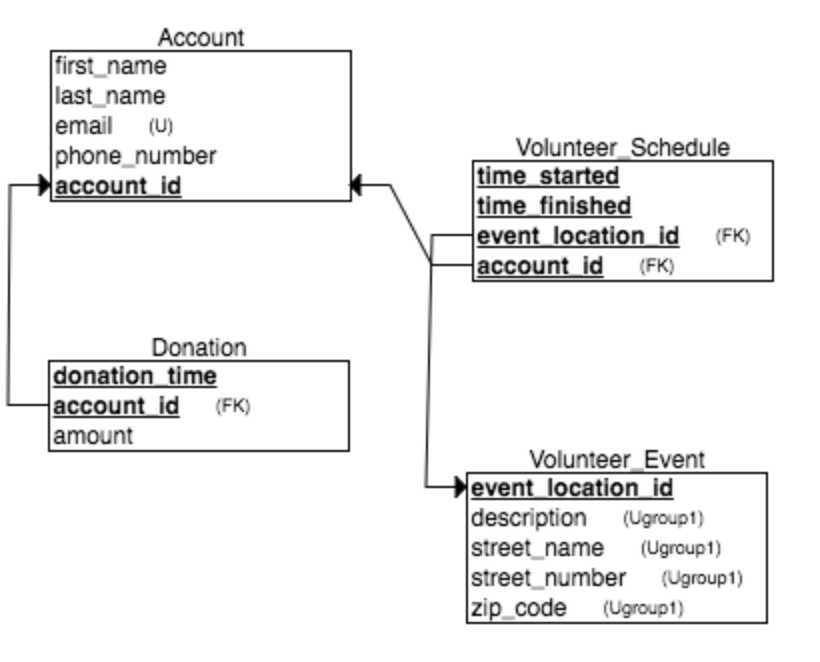 Account
first_name
last_name
email (U)
phone_number
account_id
Volunteer_Schedule
time_started
time_finished
event_location_id (FK)
account_id (FK)
Donation
donation_time
account_id (FK)
amount
Volunteer_Event
event_location_id
description (Ugroup1)
street_name (Ugroup1)
street_number (Ugroup1)
zip_code (Ugroup1)